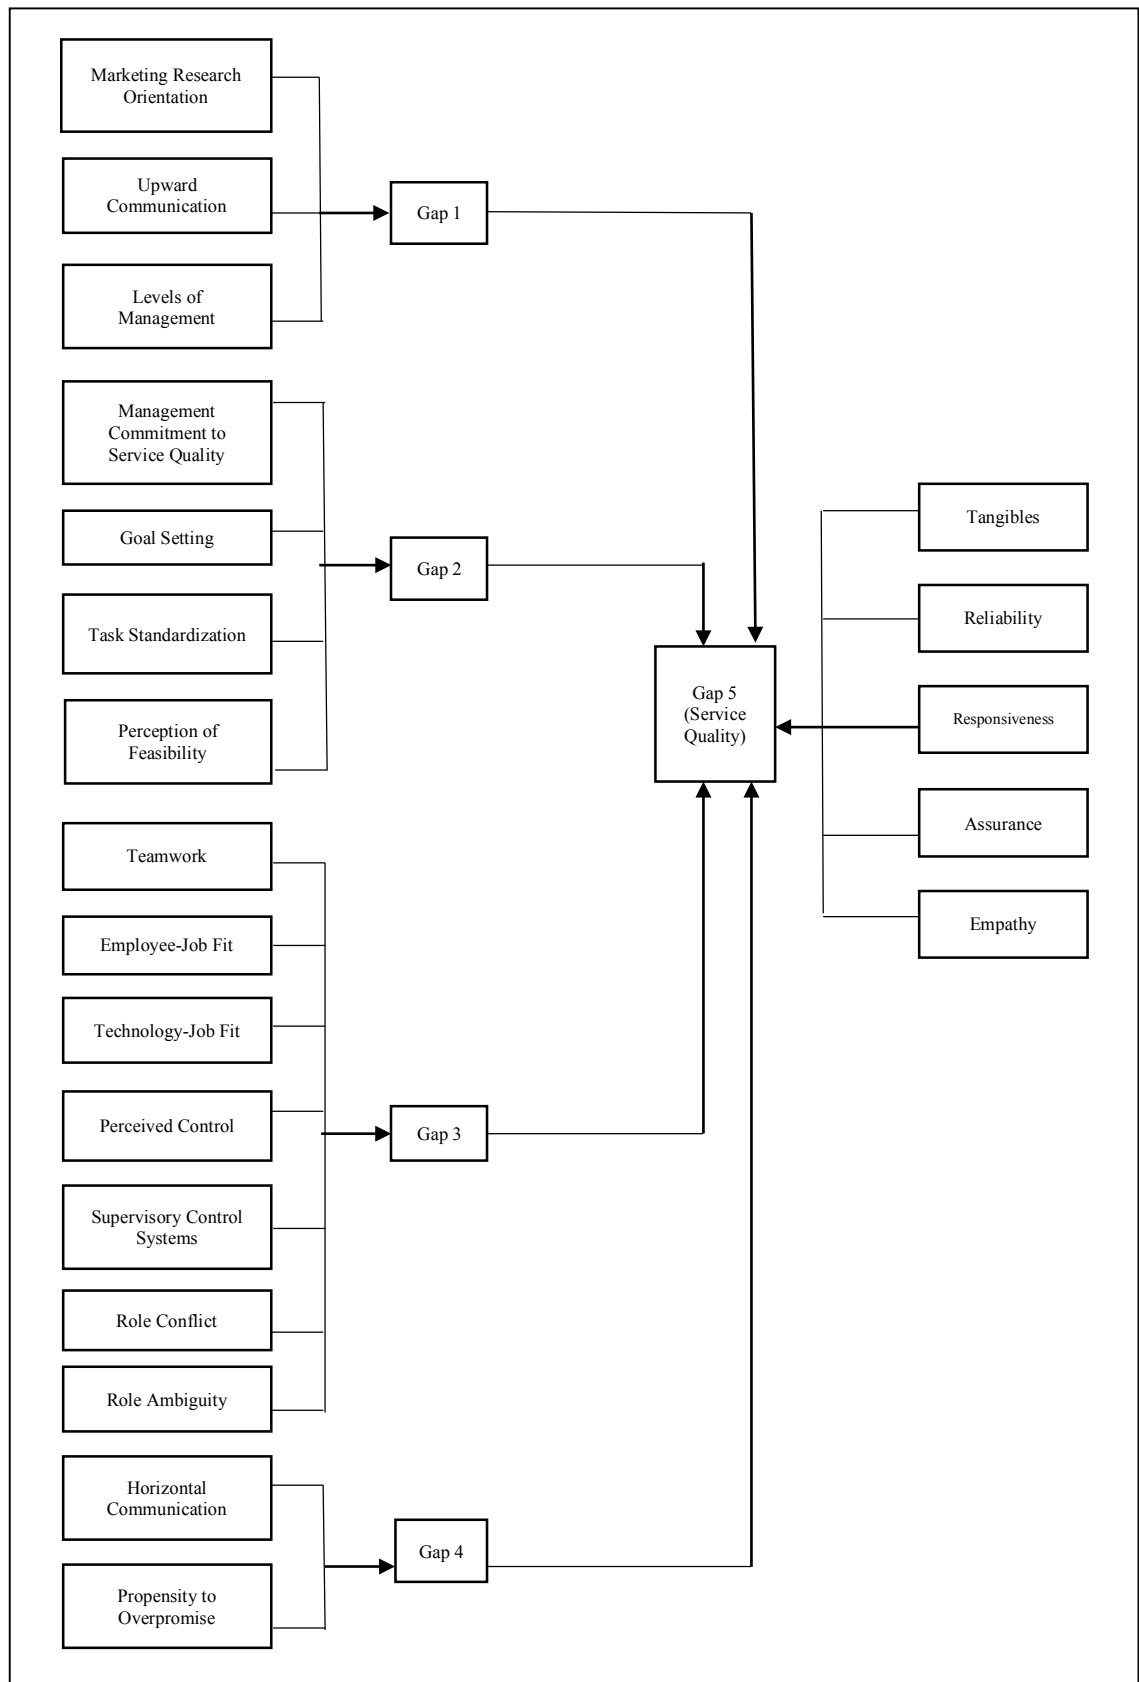 Marketing Research
Orientation
Upward
Communication
Gap 1
Levels of
Management
Management
Commitment to
Service Quality
Goal Setting
Gap 2
Task Standardization
Perception of
Feasibility
Gap 5
(Service
Quality)
Tangibles
Reliability
Responsiveness
Assurance
Empathy
Teamwork
Employee-Job Fit
Technology-Job Fit
Perceived Control
Gap 3
Supervisory Control
Systems
Role Conflict
Role Ambiguity
Horizontal
Communication
Gap 4
Propensity to
Overpromise